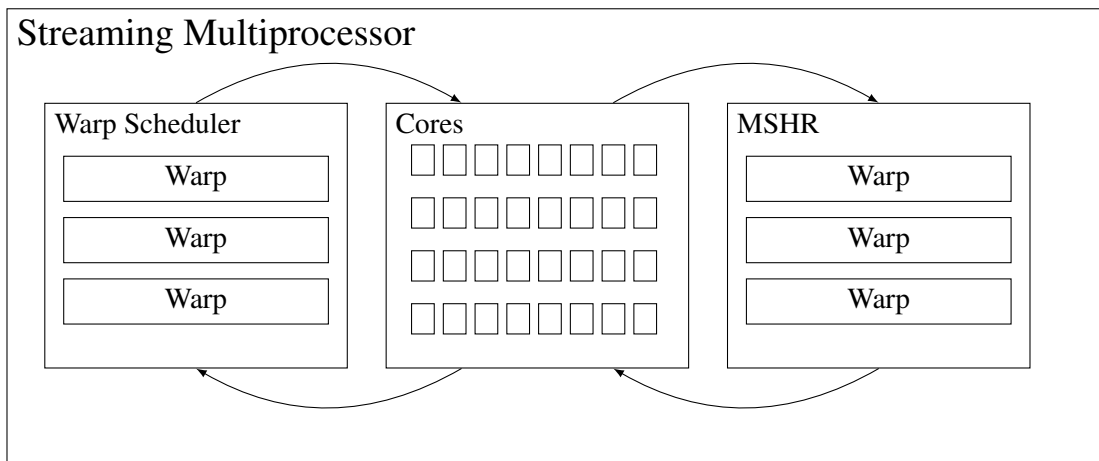 Streaming Multiprocessor
Warp Scheduler
Warp
Warp
Warp
Cores
MSHR
Warp
Warp
Warp